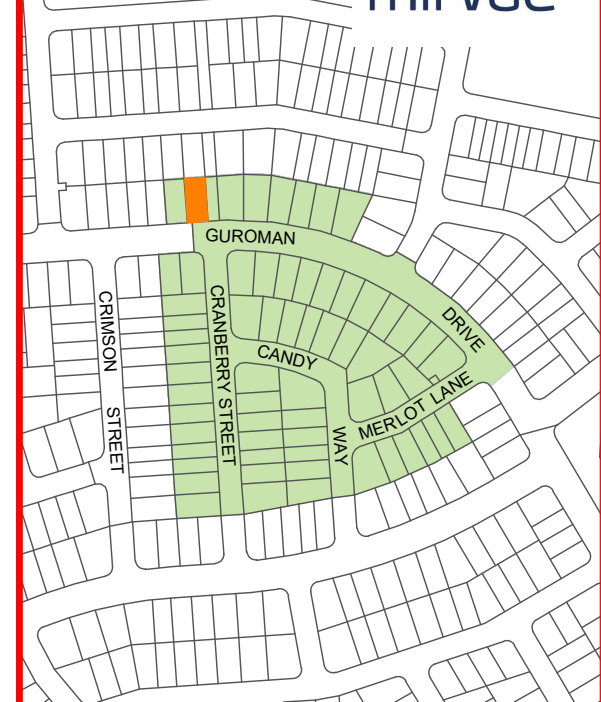 GUROMAN
DRIVE
CRIMSON
STREET
CRANBERRY STREET
CANDY
WAY
MERLOT LANE